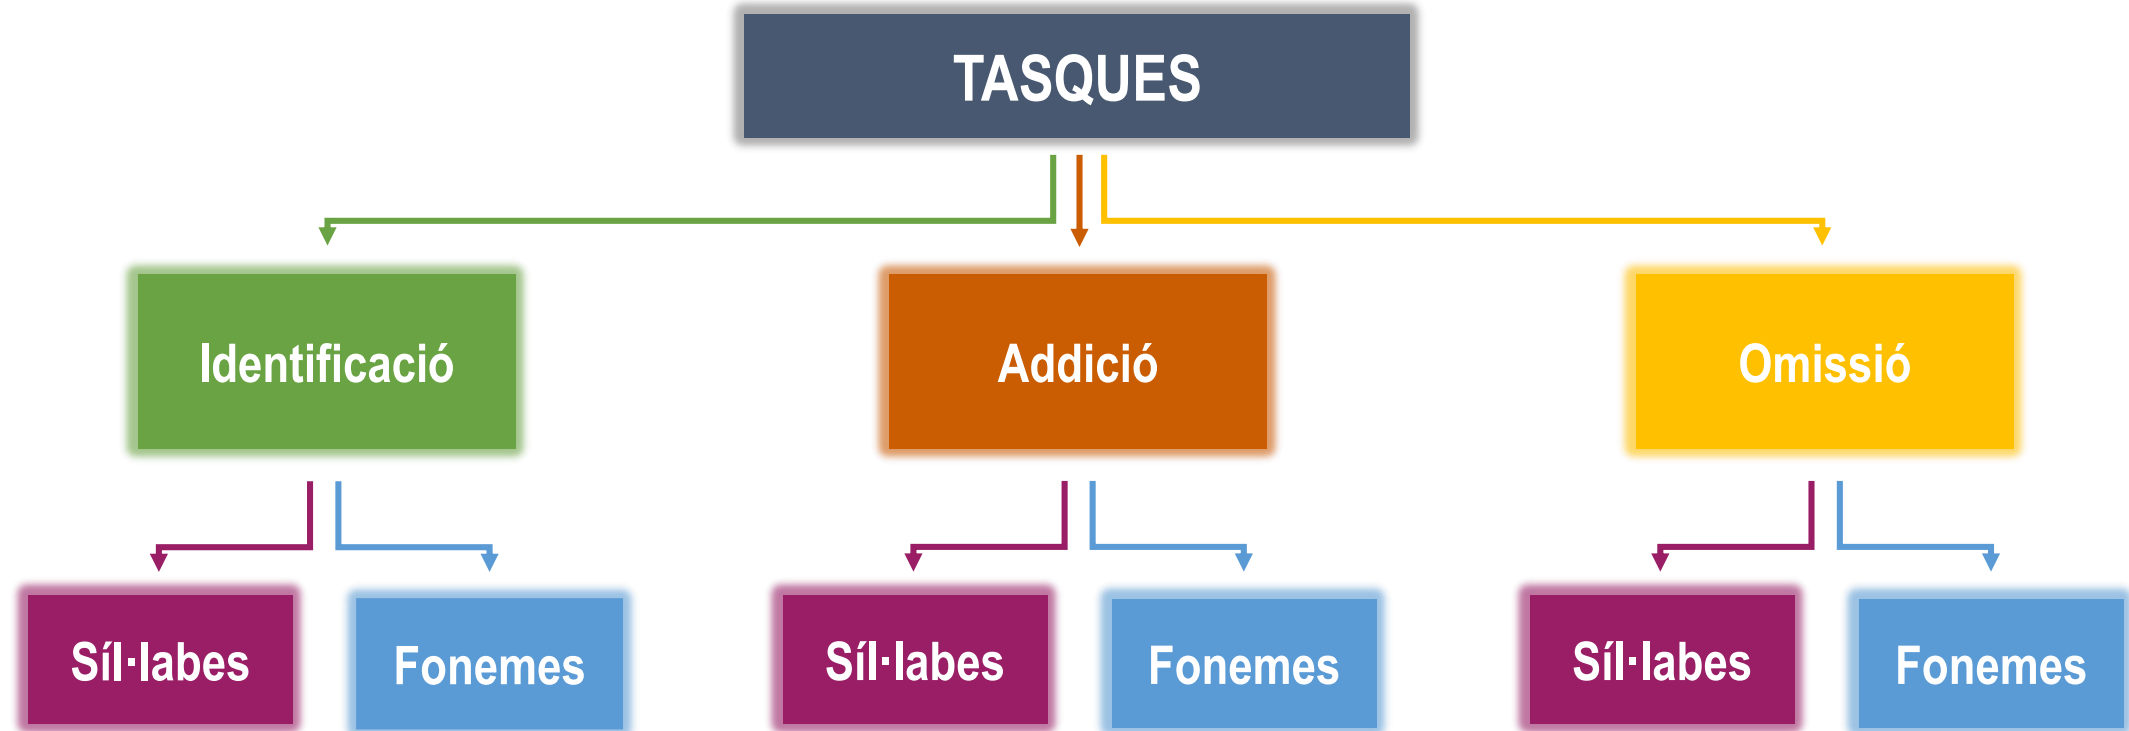 TASQUES
Identificació
Addició
Omissió
Síl·labes
Fonemes
Síl·labes
Fonemes
Síl·labes
Fonemes